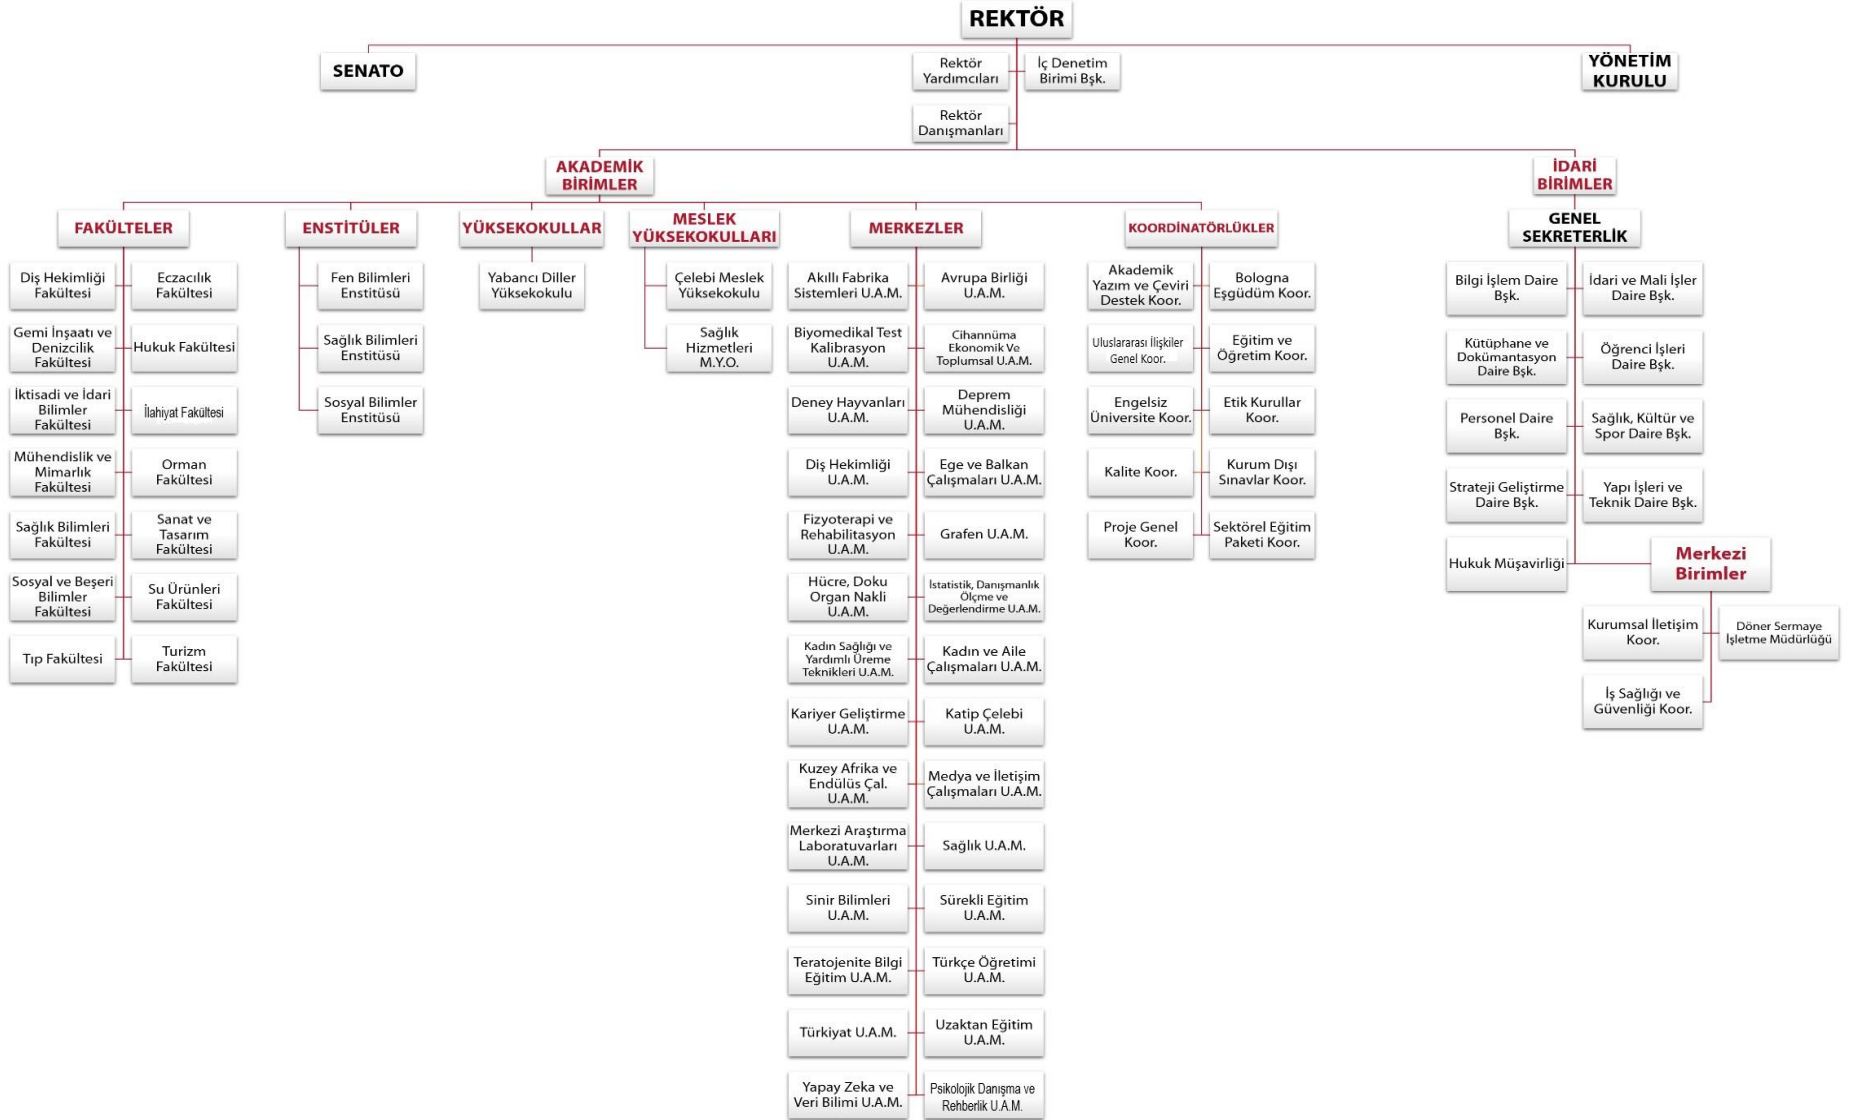 REKTÖR
SENATO
Rektör
Yardımcıları
İç Denetim
Birimi Bşk.
YÖNETİM
KURULU
Rektör
Danışmanları
AKADEMİK
BİRİMLER
İDARİ
BİRİMLER
FAKÜLTELER
ENSTİTÜLER
YÜKSEKOKULLAR
MESLEK
YÜKSEKOKULLARI
MERKEZLER
KOORDİNATÖRLÜKLER
GENEL
SEKRETERLİK
Diş Hekimliği
Fakültesi
Eczacılık
Fakültesi
Gemi İnşaatı ve
Denizcilik
Fakültesi
Hukuk Fakültesi
İktisadi ve İdari
Bilimler
Fakültesi
İlahiyat Fakültesi
Mühendislik ve
Mimarlık
Fakültesi
Orman
Fakültesi
Sağlık Bilimleri
Fakültesi
Sanat ve
Tasarım
Fakültesi
Sosyal ve Beşeri
Bilimler
Fakültesi
Su Ürünleri
Fakültesi
Tıp Fakültesi
Turizm
Fakültesi
Fen Bilimleri
Enstitüsü
Sağlık Bilimleri
Enstitüsü
Sosyal Bilimler
Enstitüsü
Yabancı Diller
Yüksekokulu
Çelebi Meslek
Yüksekokulu
Sağlık
Hizmetleri
M.Y.O.
Akıllı Fabrika
Sistemleri U.A.M.
Avrupa Birliği
U.A.M.
Biyomedikal Test
Kalibrasyon
U.A.M.
Cihannüma
Ekonomik Ve
Toplumsal U.A.M.
Deney Hayvanları
U.A.M.
Deprem
Mühendisliği
U.A.M.
Diş Hekimliği
U.A.M.
Ege ve Balkan
Çalışmaları U.A.M.
Fizyoterapi ve
Rehabilitasyon
U.A.M.
Grafen U.A.M.
Hücre, Doku
Organ Nakli
U.A.M.
İstatistik, Danışmanlık
Ölçme ve
Değerlendirme U.A.M.
Kadın Sağlığı ve
Yardımlı Üreme
Teknikleri U.A.M.
Kadın ve Aile
Çalışmaları U.A.M.
Kariyer Geliştirme
U.A.M.
Katip Çelebi
U.A.M.
Kuzey Afrika ve
Endülüs Çal.
U.A.M.
Medya ve İletişim
Çalışmaları U.A.M.
Merkezi Araştırma
Laboratuvarları
U.A.M.
Sağlık U.A.M.
Sinir Bilimleri
U.A.M.
Sürekli Eğitim
U.A.M.
Teratojenite Bilgi
Eğitim U.A.M.
Türkçe Öğretimi
U.A.M.
Türkiyat U.A.M.
Uzaktan Eğitim
U.A.M.
Yapay Zeka ve
Veri Bilimi U.A.M.
Psikolojik Danışma ve
Rehberlik U.A.M.
Akademik
Yazım ve Çeviri
Destek Koor.
Bologna
Eşgüdüm Koor.
Uluslararası İlişkiler
Genel Koor.
Eğitim ve
Öğretim Koor.
Engelsiz
Üniversite Koor.
Etik Kurullar
Koor.
Kalite Koor.
Kurum Dışı
Sınavlar Koor.
Proje Genel
Koor.
Sektörel Eğitim
Paketi Koor.
Bilgi İşlem Daire
Bşk.
İdari ve Mali İşler
Daire Bşk.
Kütüphane ve
Dokümantasyon
Daire Bşk.
Öğrenci İşleri
Daire Bşk.
Personel Daire
Bşk.
Sağlık, Kültür ve
Spor Daire Bşk.
Strateji Geliştirme
Daire Bşk.
Yapı İşleri ve
Teknik Daire Bşk.
Hukuk Müşavirliği
Merkezi
Birimler
Kurumsal İletişim
Koor.
Döner Sermaye
İşletme Müdürlüğü
İş Sağlığı ve
Güvenliği Koor.